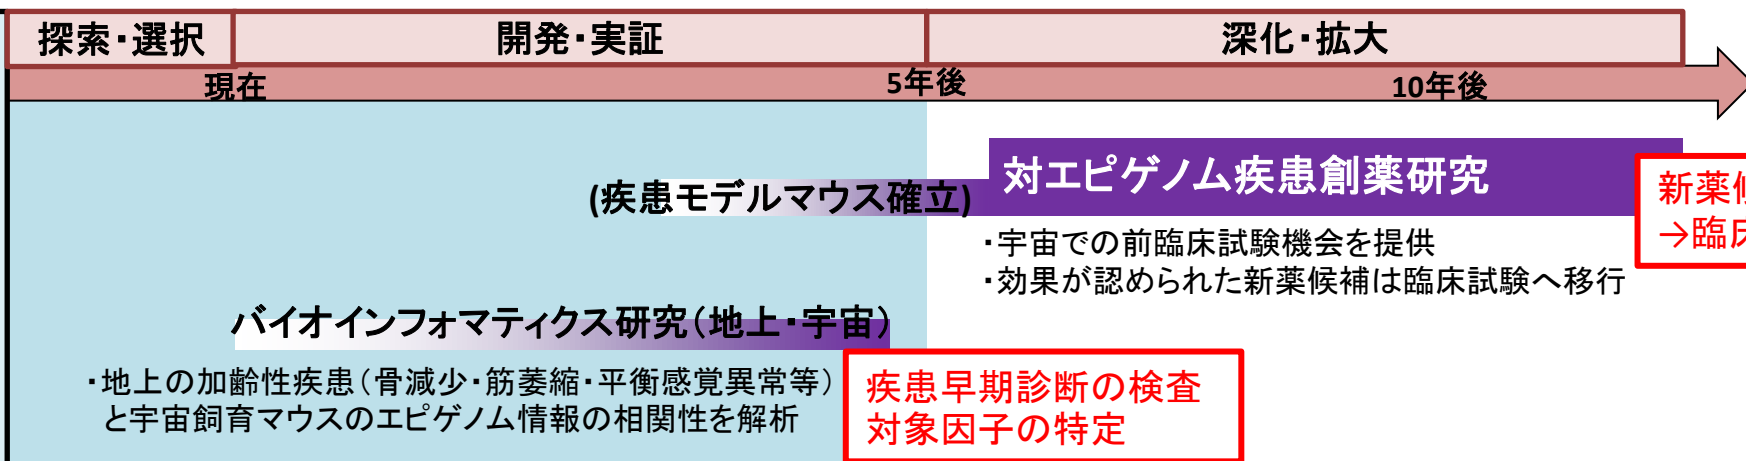 探索・選択
開発・実証
深化・拡大
現在
5年後
10年後
対エピゲノム疾患創薬研究
(疾患モデルマウス確立)
新薬候
→臨床
・宇宙での前臨床試験機会を提供
・効果が認められた新薬候補は臨床試験へ移行
バイオインフォマティクス研究(地上・宇宙)
・地上の加齢性疾患(骨減少・筋萎縮・平衡感覚異常等)
と宇宙飼育マウスのエピゲノム情報の相関性を解析
疾患早期診断の検査
対象因子の特定